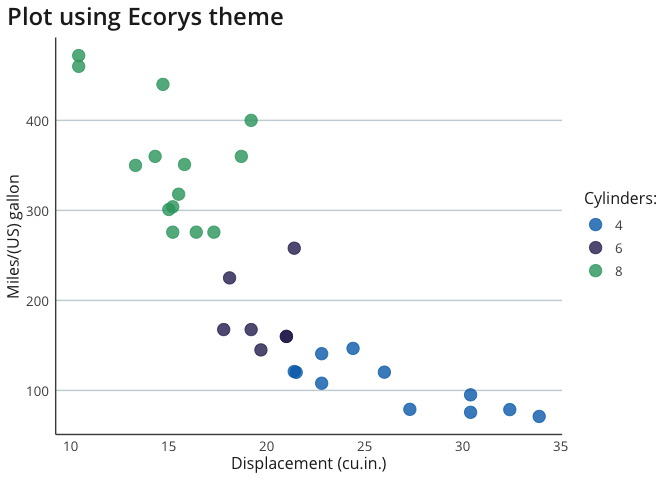 Plot using Ecorys theme
Miles/(US) gallon
400
300
200
100
10 15 20 25 30 35
Displacement (cu.in.)
Cylinders:
4
6
8